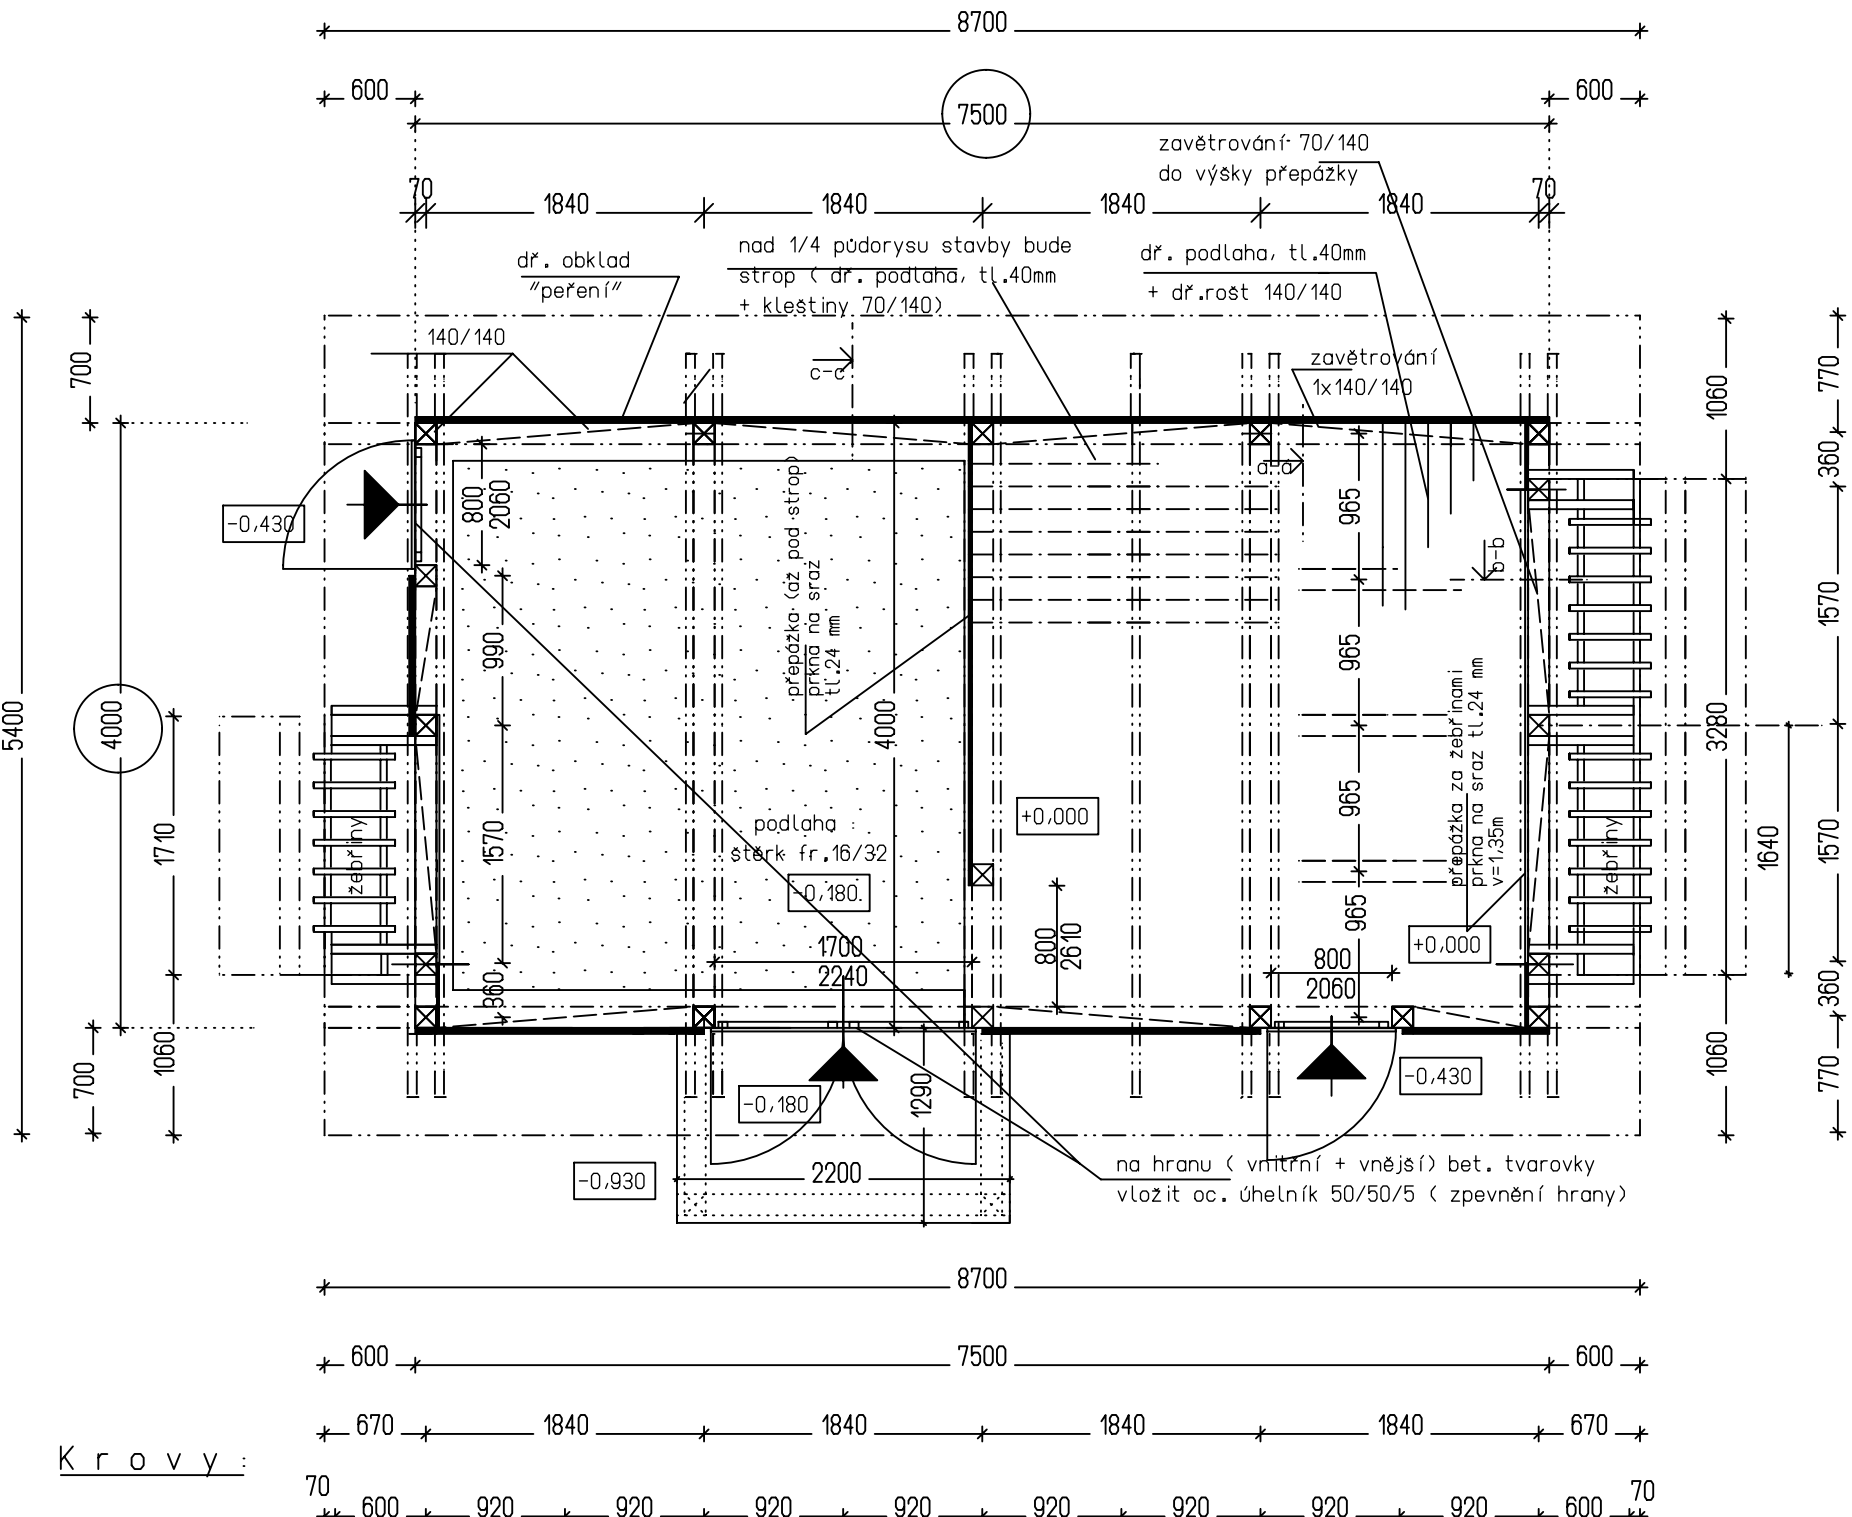 8700
600
7500
600
zavětrování 70/140
do výšky přepážky
70
1840
1840
1840
1840
70
dř. obklad
"peření"
nad 1/4 půdorysu stavby bude
strop ( dř. podlaha, tl.40mm
+ kleštiny 70/140)
dř. podlaha, tl.40mm
+ dř.rošt 140/140
140/140
c-c
zavětrování
1x140/140
700
1060
770
a-a
360
-0,430
800
2060
přepážka (až pod strop)
prkna na sraz
tl.24 mm
965
b-b
990
965
1570
5400
4000
4000
3280
přepážka za žebřinami
prkna na sraz tl.24 mm
v=1,35m
1710
žebřiny
1570
podlaha :
štěrk fr.16/32
-0,180
+0,000
965
žebřiny
1640
1570
965
+0,000
1700
2240
800
2610
800
2060
360
360
700
1060
-0,180
1290
-0,430
1060
770
-0,930
2200
na hranu ( vnitřní + vnější) bet. tvarovky
vložit oc. úhelník 50/50/5 ( zpevnění hrany)
8700
600
7500
600
670
1840
1840
1840
1840
670
Krovy:
70
600
920
920
920
920
920
920
920
920
600
70